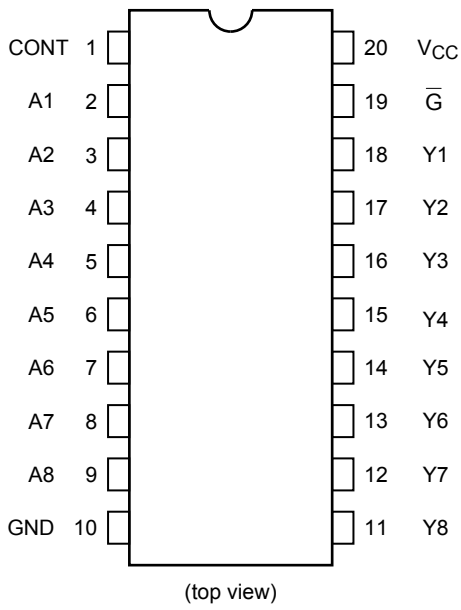 CONT 1 20 VCC
A1 2 19 G̅
A2 3 18 Y1
A3 4 17 Y2
A4 5 16 Y3
A5 6 15 Y4
A6 7 14 Y5
A7 8 13 Y6
A8 9 12 Y7
GND 10 11 Y8
(top view)